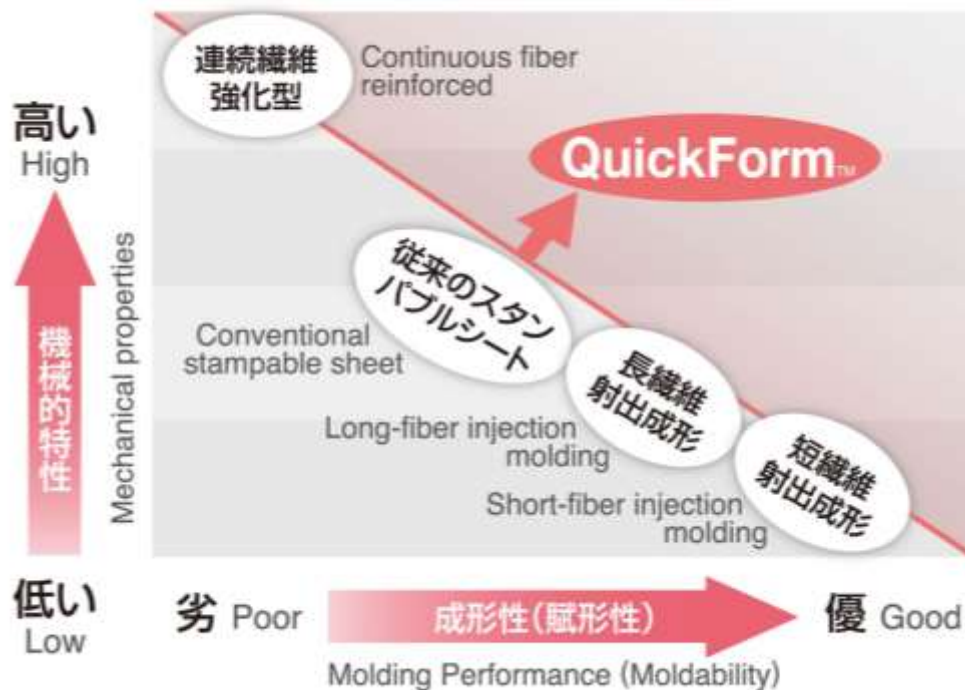 連続繊維
強化型
Continuous fiber
reinforced
高い
High
QuickForm™
機械的特性
Mechanical properties
従来のスタン
パブルシート
Conventional
stampable sheet
長繊維
射出成形
Long-fiber injection
molding
短繊維
射出成形
Short-fiber injection
molding
低い
Low
劣 Poor
成形性(賦形性)
優 Good
Molding Performance (Moldability)